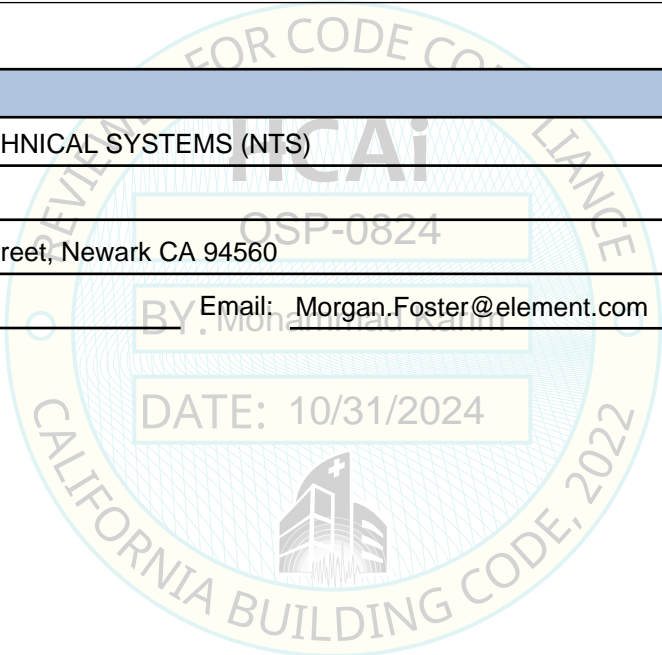 REVIEWED FOR CODE COMPLIANCE
HNICAL SYSTEMS (NTS)
HCAi
OSP-0824
reet, Newark CA 94560
Email: Morgan.Foster@element.com
BY: Mohammad Karim
DATE: 10/31/2024
CALIFORNIA BUILDING CODE, 2022